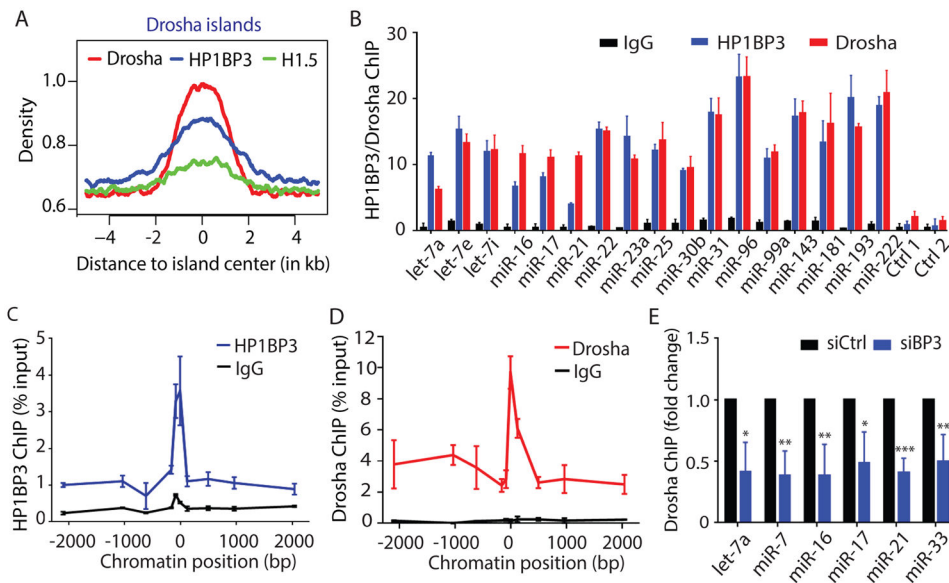 A
Drosha islands
Drosha HP1BP3 H1.5
Density
1.0
0.8
0.6
−4 −2 0 2 4
Distance to island center (in kb)
B
IgG HP1BP3 Drosha
HP1BP3/Drosha ChIP
30
20
10
0
let-7a
let-7e
let-7i
miR-16
miR-17
miR-21
miR-22
miR-23a
miR-25
miR-30b
miR-31
miR-96
miR-99a
miR-143
miR-181
miR-193
miR-222
Ctrl 1
Ctrl 2
C
HP1BP3
IgG
HP1BP3 ChIP (% input)
5
4
3
2
1
0
-2000 -1000 0 1000 2000
Chromatin position (bp)
D
Drosha
IgG
Drosha ChIP (% input)
12
10
8
6
4
2
0
-2000 -1000 0 1000 2000
Chromatin position (bp)
E
siCtrl siBP3
Drosha ChIP (fold change)
1.5
1.0
0.5
0
* ** ** * *** **
let-7a
miR-7
miR-16
miR-17
miR-21
miR-33